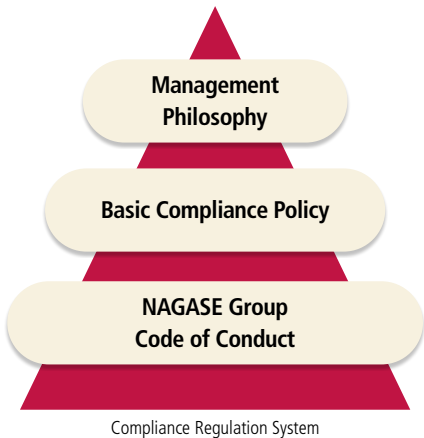 Management
Philosophy
Basic Compliance Policy
NAGASE Group
Code of Conduct
Compliance Regulation System